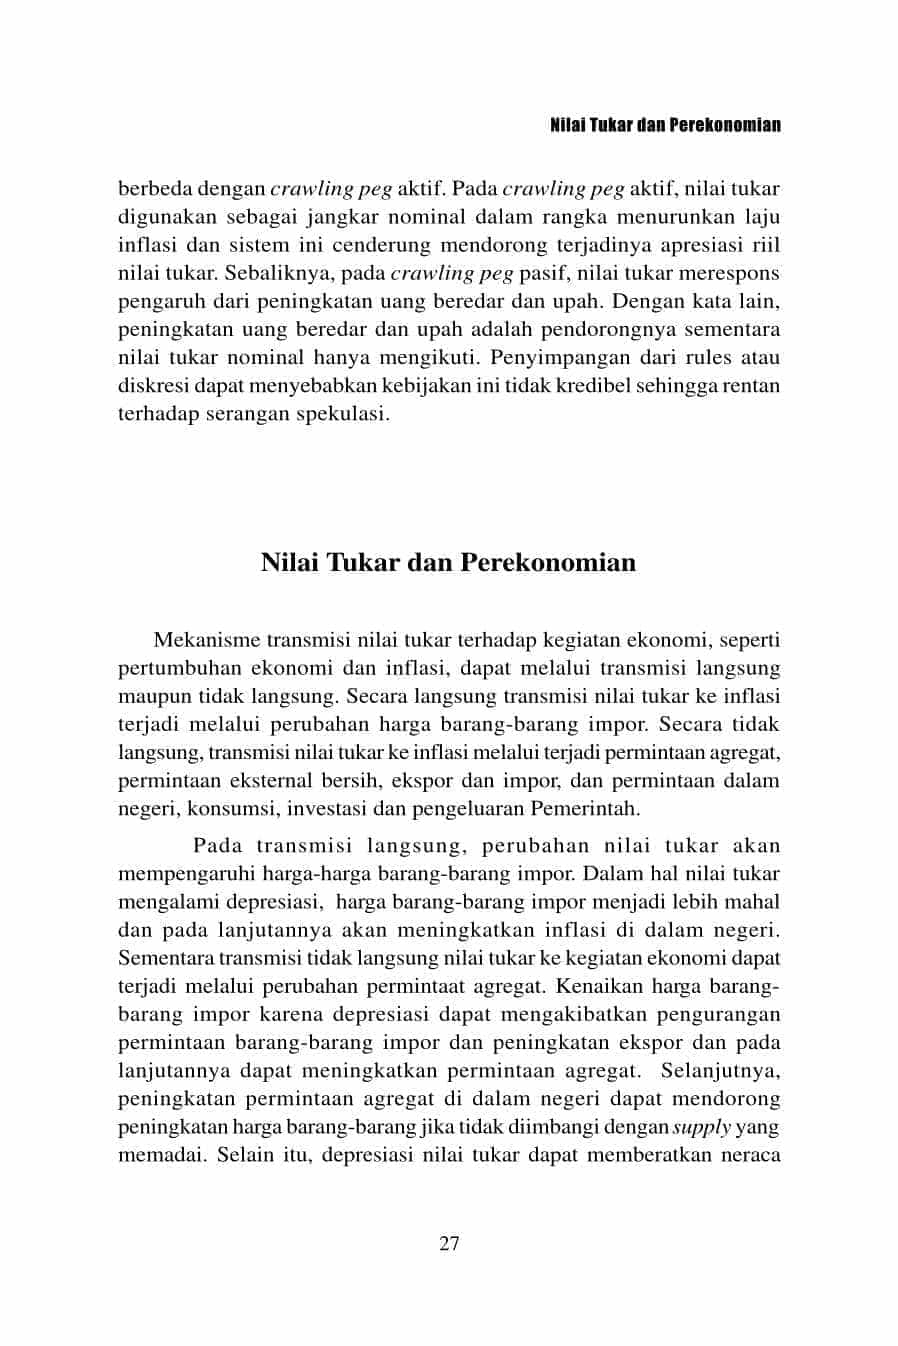 Nilai Tukar dan Perekonomian
berbeda dengan crawling peg aktif. Pada crawling peg aktif, nilai tukar
digunakan sebagai jangkar nominal dalam rangka menurunkan laju
inflasi dan sistem ini cenderung mendorong terjadinya apresiasi riil
nilai tukar. Sebaliknya, pada crawling peg pasif, nilai tukar merespons
pengaruh dari peningkatan uang beredar dan upah. Dengan kata lain,
peningkatan uang beredar dan upah adalah pendorongnya sementara
nilai tukar nominal hanya mengikuti. Penyimpangan dari rules atau
diskresi dapat menyebabkan kebijakan ini tidak kredibel sehingga rentan
terhadap serangan spekulasi.
Nilai Tukar dan Perekonomian
Mekanisme transmisi nilai tukar terhadap kegiatan ekonomi, seperti
pertumbuhan ekonomi dan inflasi, dapat melalui transmisi langsung
maupun tidak langsung. Secara langsung transmisi nilai tukar ke inflasi
terjadi melalui perubahan harga barang-barang impor. Secara tidak
langsung, transmisi nilai tukar ke inflasi melalui terjadi permintaan agregat,
permintaan eksternal bersih, ekspor dan impor, dan permintaan dalam
negeri, konsumsi, investasi dan pengeluaran Pemerintah.
Pada transmisi langsung, perubahan nilai tukar akan
mempengaruhi harga-harga barang-barang impor. Dalam hal nilai tukar
mengalami depresiasi, harga barang-barang impor menjadi lebih mahal
dan pada lanjutannya akan meningkatkan inflasi di dalam negeri.
Sementara transmisi tidak langsung nilai tukar ke kegiatan ekonomi dapat
terjadi melalui perubahan permintaat agregat. Kenaikan harga barang-
barang impor karena depresiasi dapat mengakibatkan pengurangan
permintaan barang-barang impor dan peningkatan ekspor dan pada
lanjutannya dapat meningkatkan permintaan agregat. Selanjutnya,
peningkatan permintaan agregat di dalam negeri dapat mendorong
peningkatan harga barang-barang jika tidak diimbangi dengan supply yang
memadai. Selain itu, depresiasi nilai tukar dapat memberatkan neraca
27